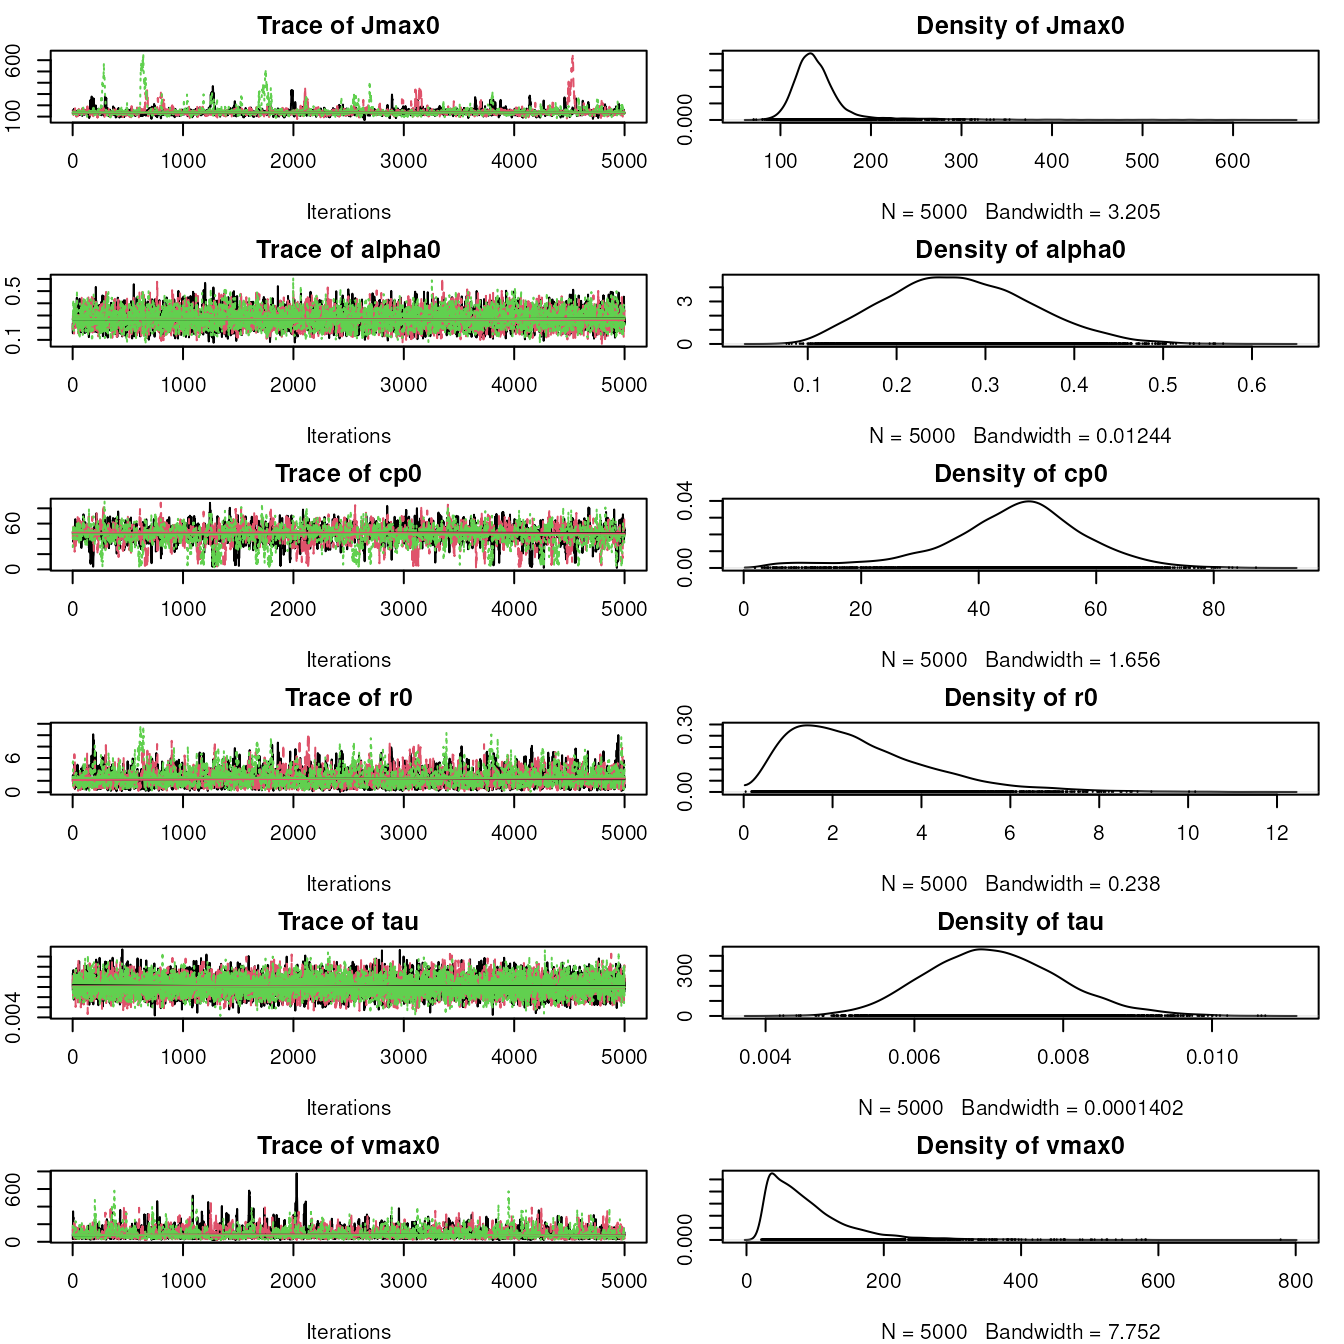 Trace of Jmax0
100 600
0 1000 2000 3000 4000 5000
Iterations
Density of Jmax0
0.000
100 200 300 400 500 600
N = 5000 Bandwidth = 3.205
Trace of alpha0
0.1 0.5
0 1000 2000 3000 4000 5000
Iterations
Density of alpha0
0 3
0.1 0.2 0.3 0.4 0.5 0.6
N = 5000 Bandwidth = 0.01244
Trace of cp0
0 60
0 1000 2000 3000 4000 5000
Iterations
Density of cp0
0.00 0.04
0 20 40 60 80
N = 5000 Bandwidth = 1.656
Trace of r0
0 6
0 1000 2000 3000 4000 5000
Iterations
Density of r0
0.00 0.30
0 2 4 6 8 10 12
N = 5000 Bandwidth = 0.238
Trace of tau
0.004
0 1000 2000 3000 4000 5000
Iterations
Density of tau
0 300
0.004 0.006 0.008 0.010
N = 5000 Bandwidth = 0.0001402
Trace of vmax0
0 600
0 1000 2000 3000 4000 5000
Iterations
Density of vmax0
0.000
0 200 400 600 800
N = 5000 Bandwidth = 7.752